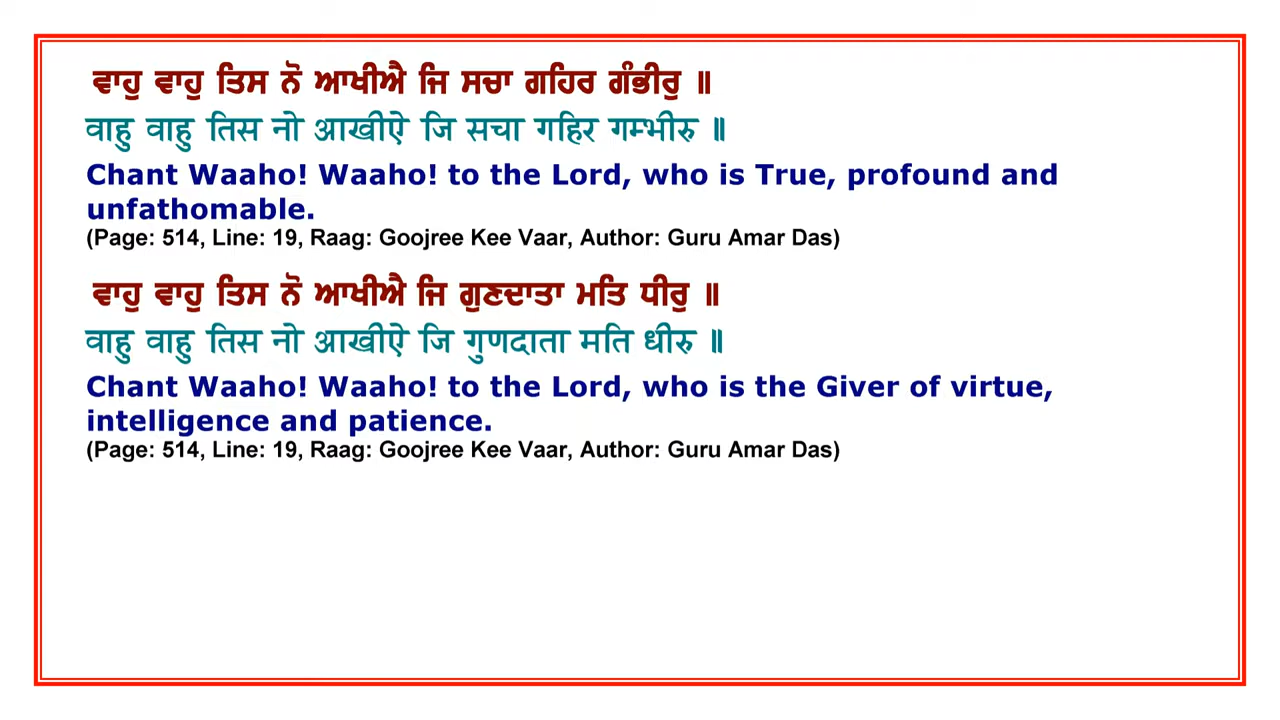 ਵਾਹੁ ਵਾਹੁ ਤਿਸ ਨੋ ਆਖੀਐ ਜਿ ਸਚਾ ਗਹਿਰ ਗੰਭੀਰੁ ॥
वाहु वाहु तिस नो आखीऐ जि सचा गहिर गम्भीरु ॥
Chant Waaho! Waaho! to the Lord, who is True, profound and
unfathomable.
(Page: 514, Line: 19, Raag: Goojree Kee Vaar, Author: Guru Amar Das)
ਵਾਹੁ ਵਾਹੁ ਤਿਸ ਨੋ ਆਖੀਐ ਜਿ ਗੁਣਦਾਤਾ ਮਤਿ ਧੀਰੁ ॥
वाहु वाहु तिस नो आखीऐ जि गुणदाता मति धीरु ॥
Chant Waaho! Waaho! to the Lord, who is the Giver of virtue,
intelligence and patience.
(Page: 514, Line: 19, Raag: Goojree Kee Vaar, Author: Guru Amar Das)